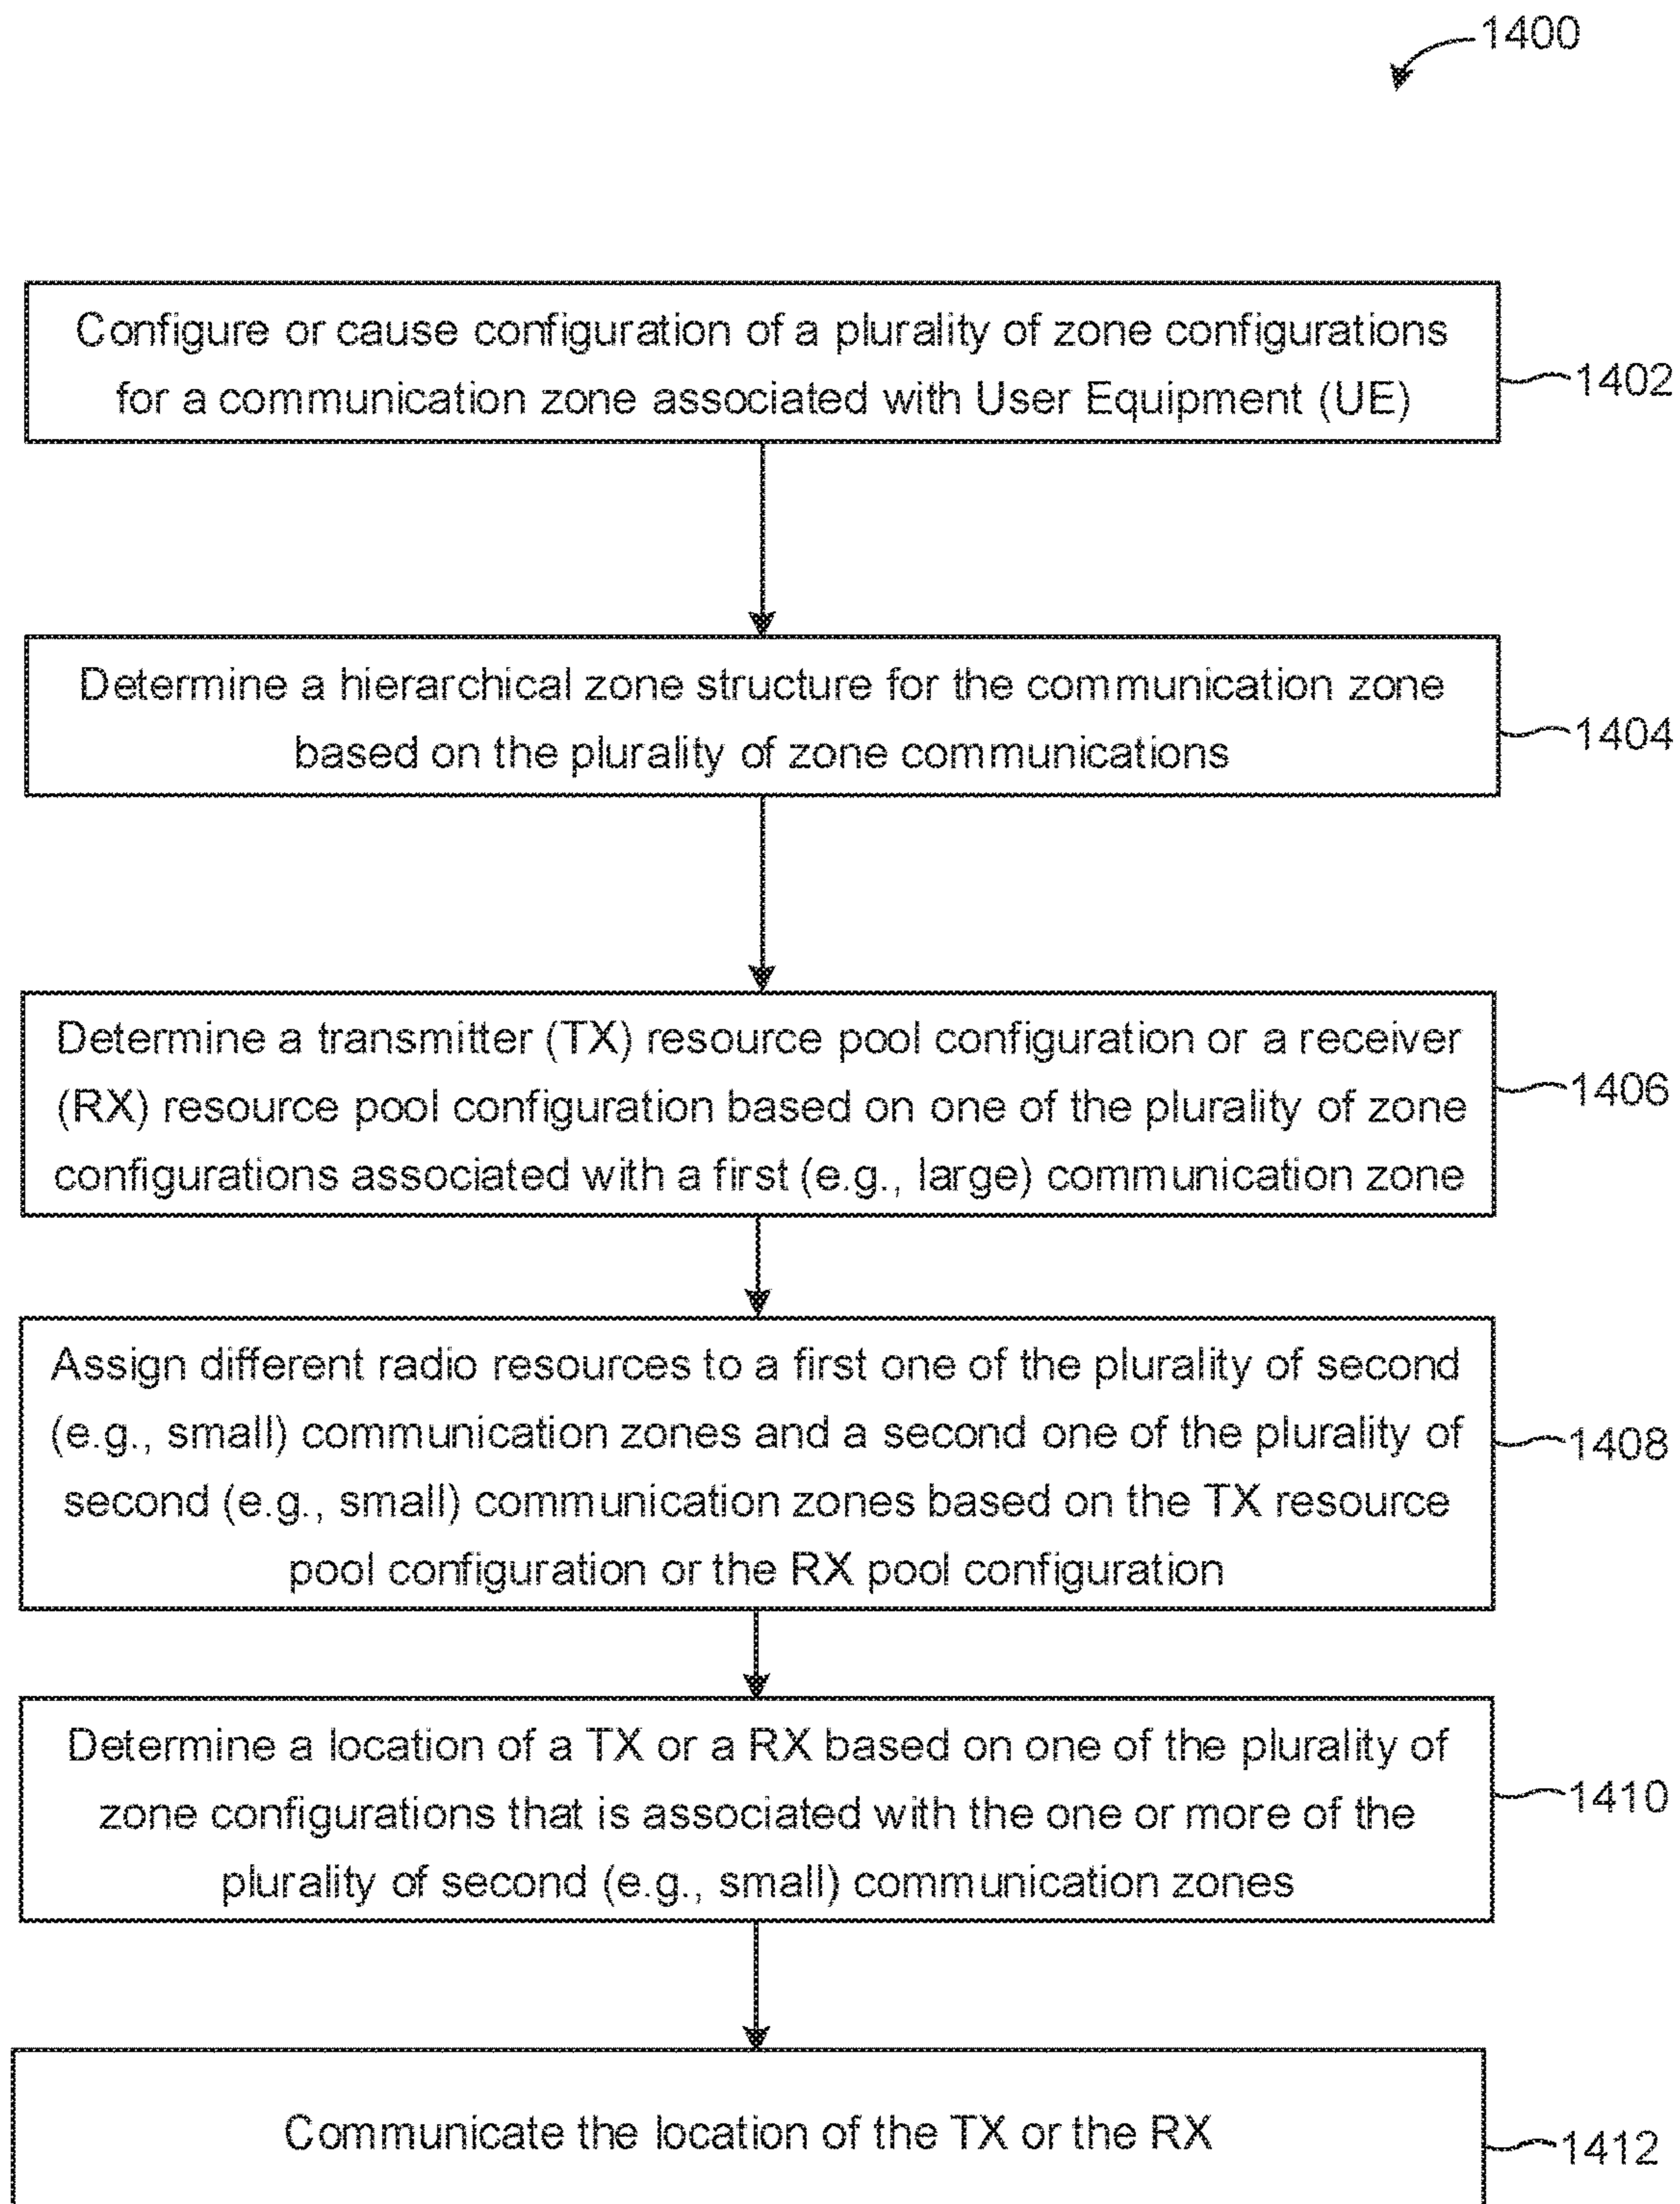 1400
Configure or cause configuration of a plurality of zone configurations
for a communication zone associated with User Equipment (UE)
1402
Determine a hierarchical zone structure for the communication zone
based on the plurality of zone communications
1404
Determine a transmitter (TX) resource pool configuration or a receiver
(RX) resource pool configuration based on one of the plurality of zone
configurations associated with a first (e.g., large) communication zone
1406
Assign different radio resources to a first one of the plurality of second
(e.g., small) communication zones and a second one of the plurality of
second (e.g., small) communication zones based on the TX resource
pool configuration or the RX pool configuration
1408
Determine a location of a TX or a RX based on one of the plurality of
zone configurations that is associated with the one or more of the
plurality of second (e.g., small) communication zones
1410
Communicate the location of the TX or the RX
1412